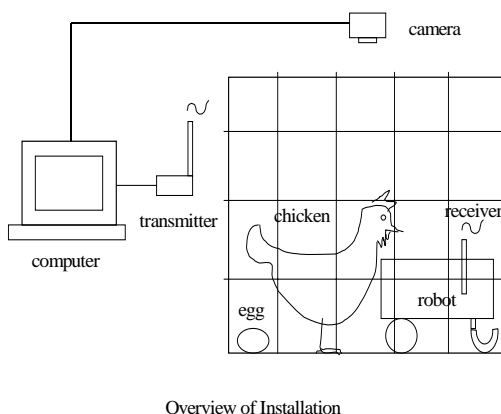 camera
transmitter
computer
chicken
receiver
robot
egg
Overview of Installation